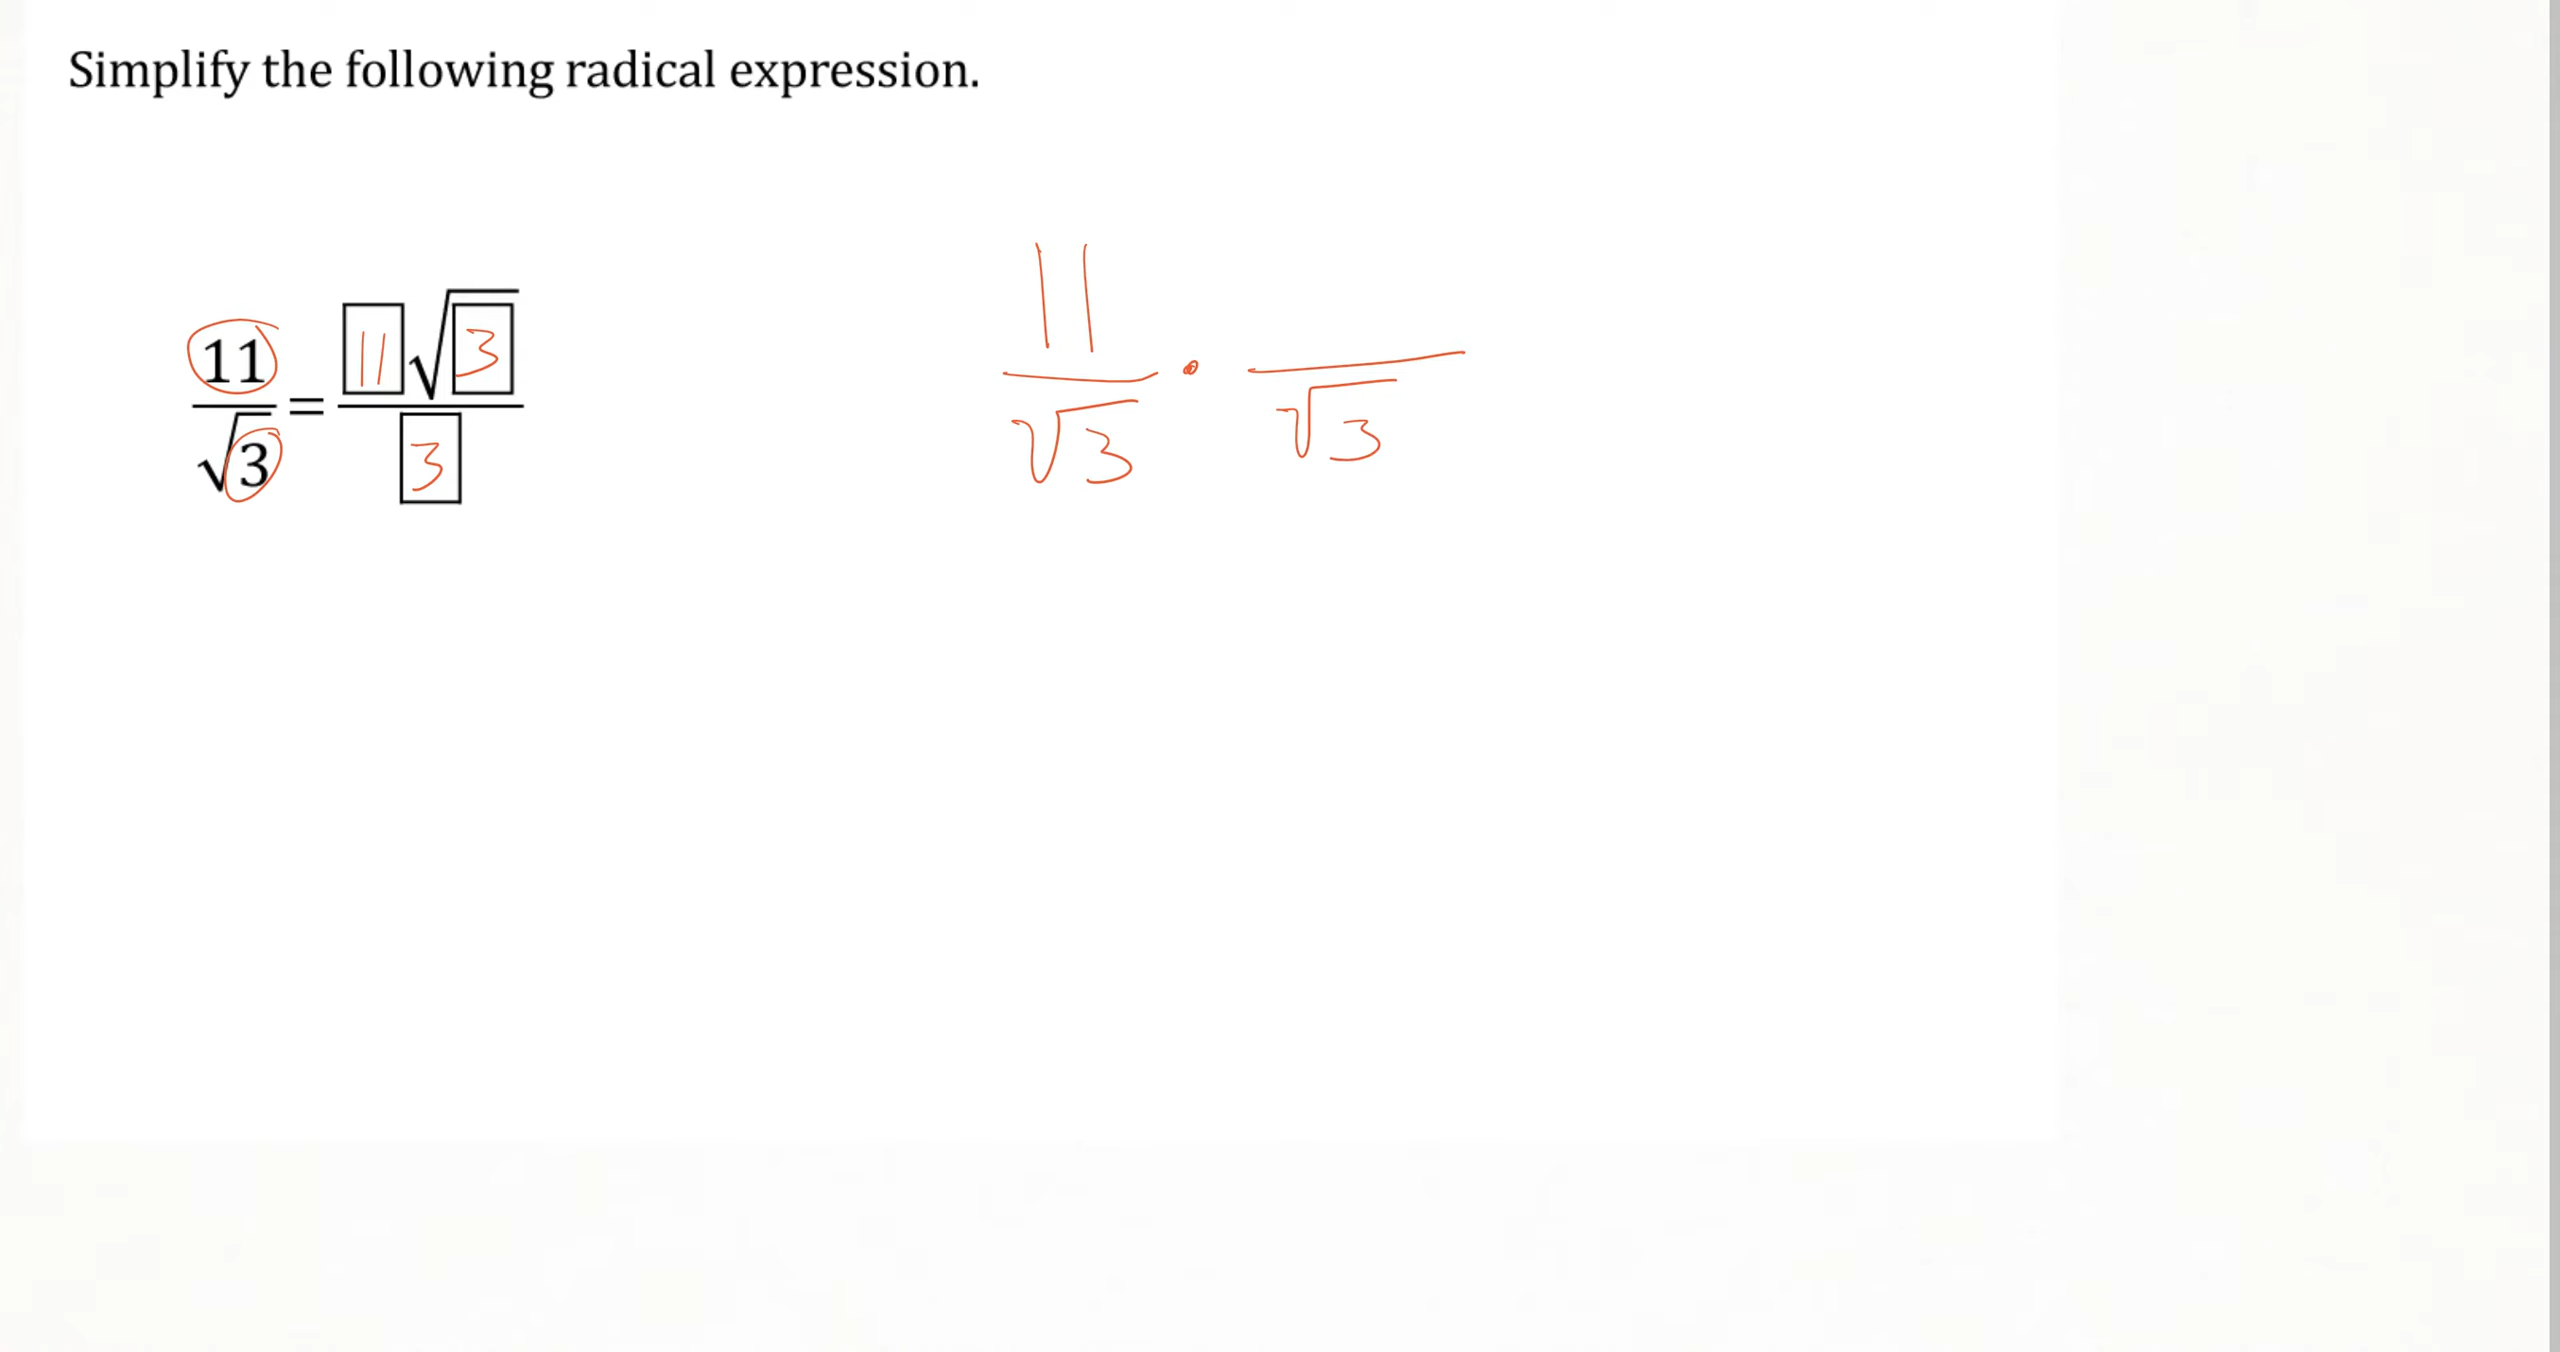 Simplify the following radical expression.
11/√3 = 11√3/3
11/√3 · /√3